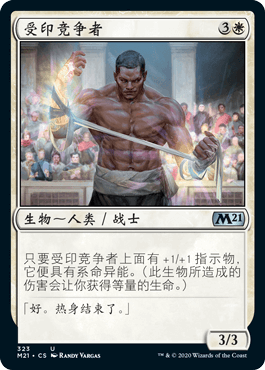 受印竞争者 3
生物～人类 / 战士 M21
只要受印竞争者上面有 +1/+1 指示物，
它便具有系命异能。（此生物所造成的
伤害会让你获得等量的生命。）
「好。热身结束了。」
3/3
323 U
M21 • CS RANDY VARGAS ™ & © 2020 Wizards of the Coast